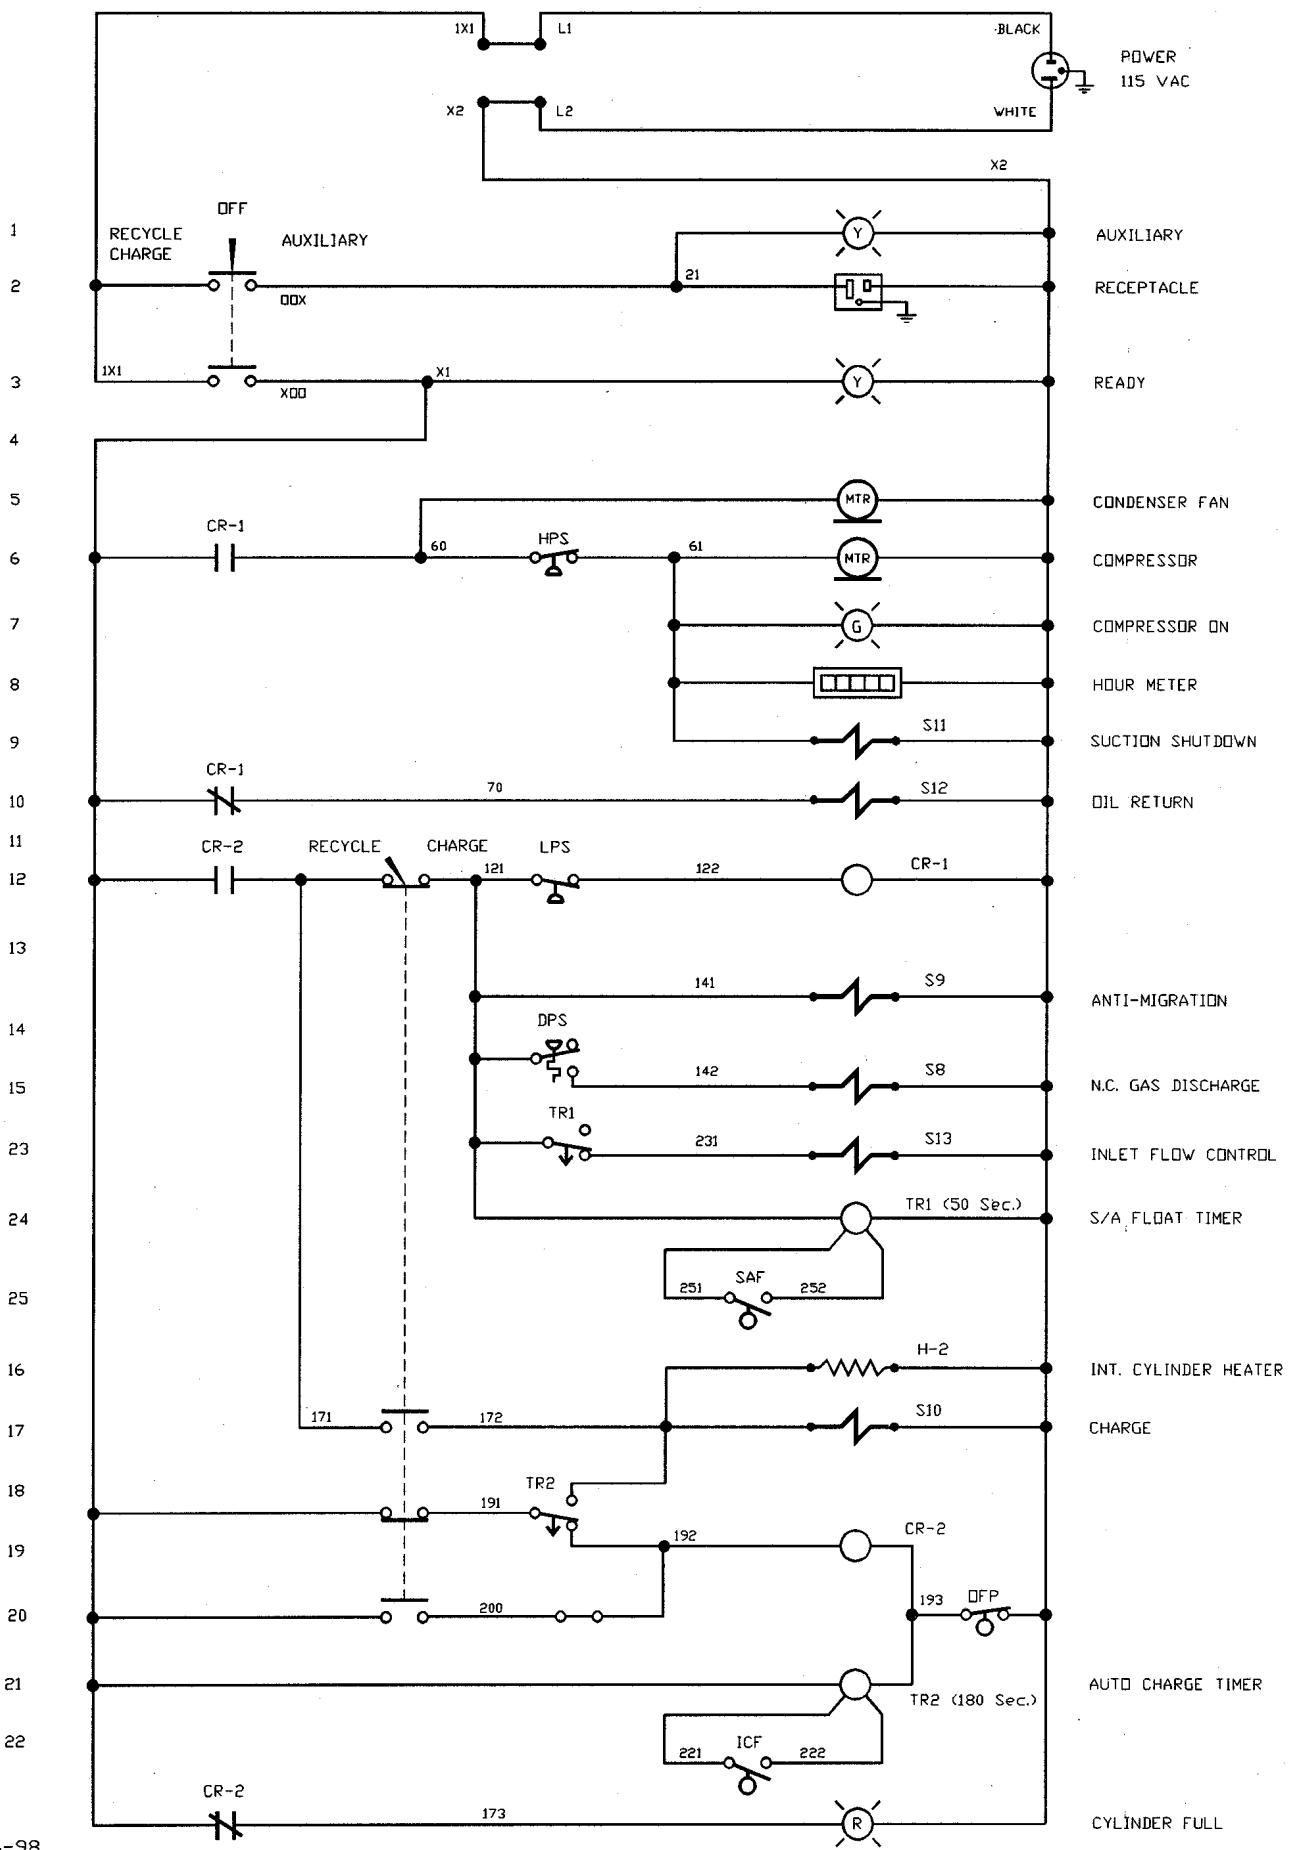 1X1 L1 BLACK
POWER
115 VAC
X2 L2 WHITE
X2
OFF
1 RECYCLE CHARGE AUXILIARY Y AUXILIARY
2 00X 21 RECEPTACLE
3 1X1 X00 X1 Y READY
4
5 MTR CONDENSER FAN
CR-1
6 60 HPS 61 MTR COMPRESSOR
7 G COMPRESSOR ON
8 HOUR METER
9 S11 SUCTION SHUTDOWN
CR-1
10 70 S12 OIL RETURN
11
CR-2 RECYCLE CHARGE LPS
12 121 122 CR-1
13
141 S9 ANTI-MIGRATION
14 DPS
15 142 S8 N.C. GAS DISCHARGE
TR1
23 231 S13 INLET FLOW CONTROL
24 TR1 (50 Sec.) S/A FLOAT TIMER
25 251 SAF 252
16 H-2 INT. CYLINDER HEATER
17 171 172 S10 CHARGE
18 TR2
191
19 192 CR-2
20 200 193 OFP
21 TR2 (180 Sec.) AUTO CHARGE TIMER
22 221 ICF 222
CR-2
173 R CYLINDER FULL
-98